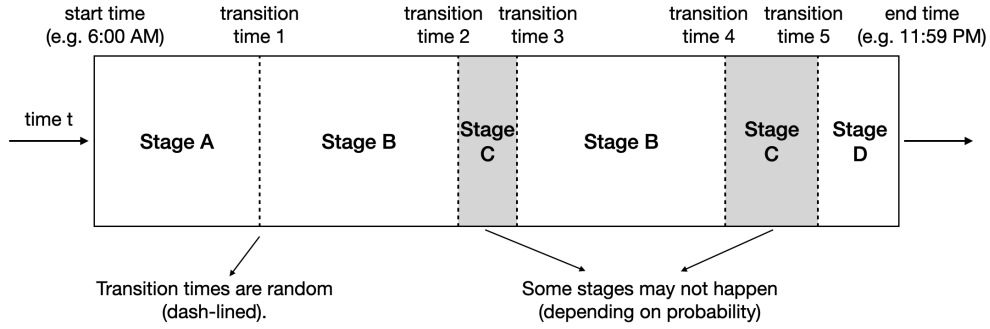 start time
(e.g. 6:00 AM)
transition
time 1
transition
time 2
transition
time 3
transition
time 4
transition
time 5
end time
(e.g. 11:59 PM)
time t
Stage A
Stage B
Stage
C
Stage B
Stage
C
Stage
D
Transition times are random
(dash-lined).
Some stages may not happen
(depending on probability)